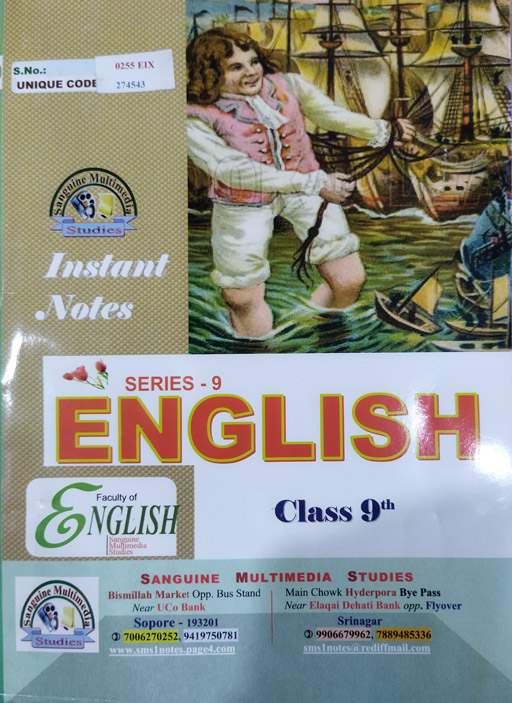 S.No.: 0255 EIX
UNIQUE CODE 274543
Sanguine Multimedia
Studies
Instant
Notes
SERIES - 9
ENGLISH
Faculty of
ENGLISH
Sanguine
Multimedia
Studies
Class 9th
SANGUINE MULTIMEDIA STUDIES
Sanguine Multimedia
Studies
Bismillah Market Opp. Bus Stand
Near UCo Bank
Sopore - 193201
7006270252, 9419750781
www.sms1notes.page4.com
Main Chowk Hyderpora Bye Pass
Near Elaqai Dehati Bank opp. Flyover
Srinagar
9906679962, 7889485336
sms1notes@rediffmail.com